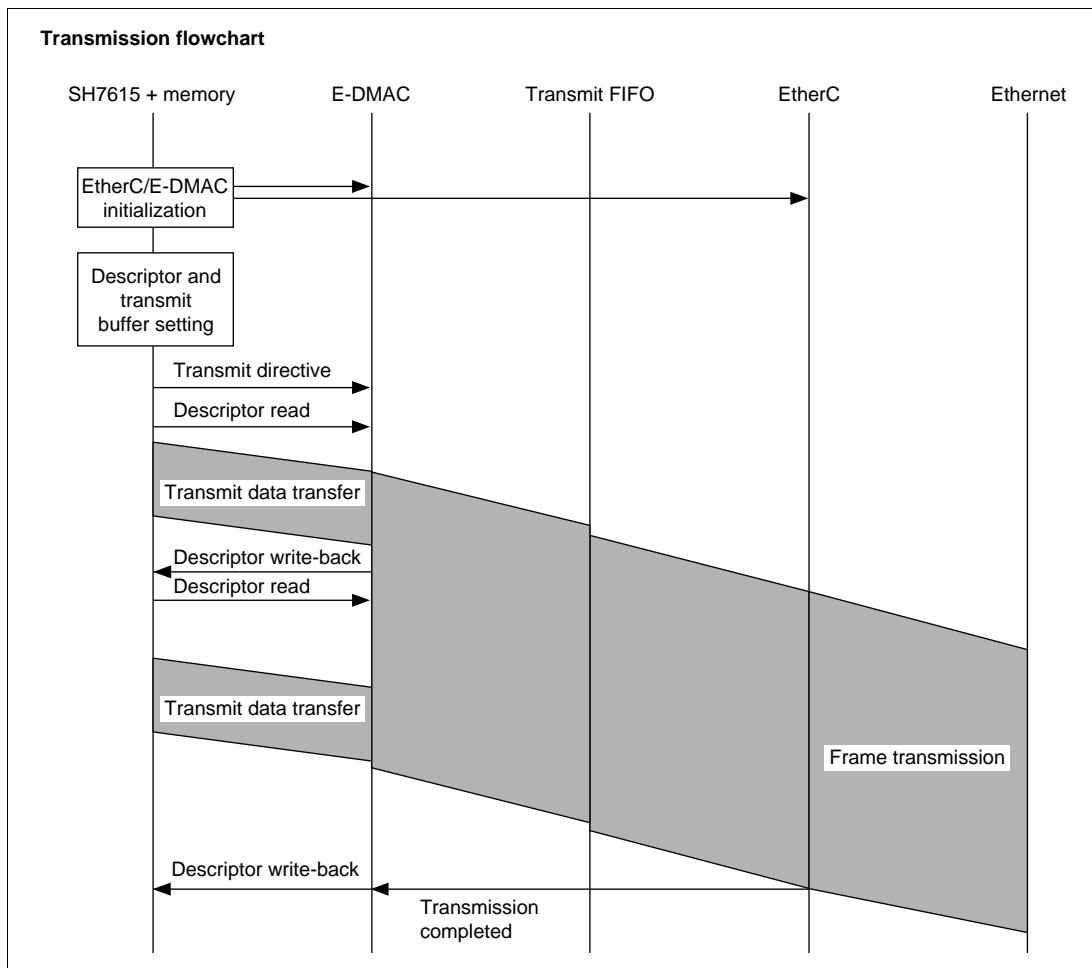 Transmission flowchart
SH7615 + memory
E-DMAC
Transmit FIFO
EtherC
Ethernet
EtherC/E-DMAC
initialization
Descriptor and
transmit
buffer setting
Transmit directive
Descriptor read
Transmit data transfer
Descriptor write-back
Descriptor read
Transmit data transfer
Frame transmission
Descriptor write-back
Transmission
completed